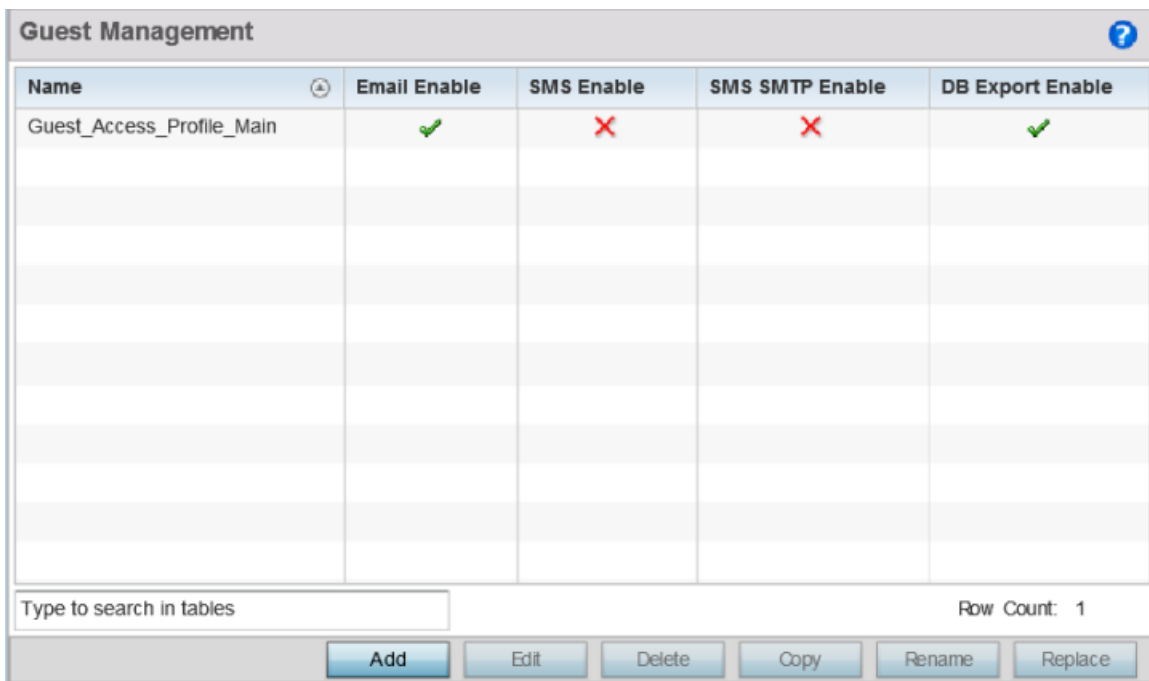 Guest Management
?
Name Email Enable SMS Enable SMS SMTP Enable DB Export Enable
Guest_Access_Profile_Main
Type to search in tables Row Count: 1
Add Edit Delete Copy Rename Replace